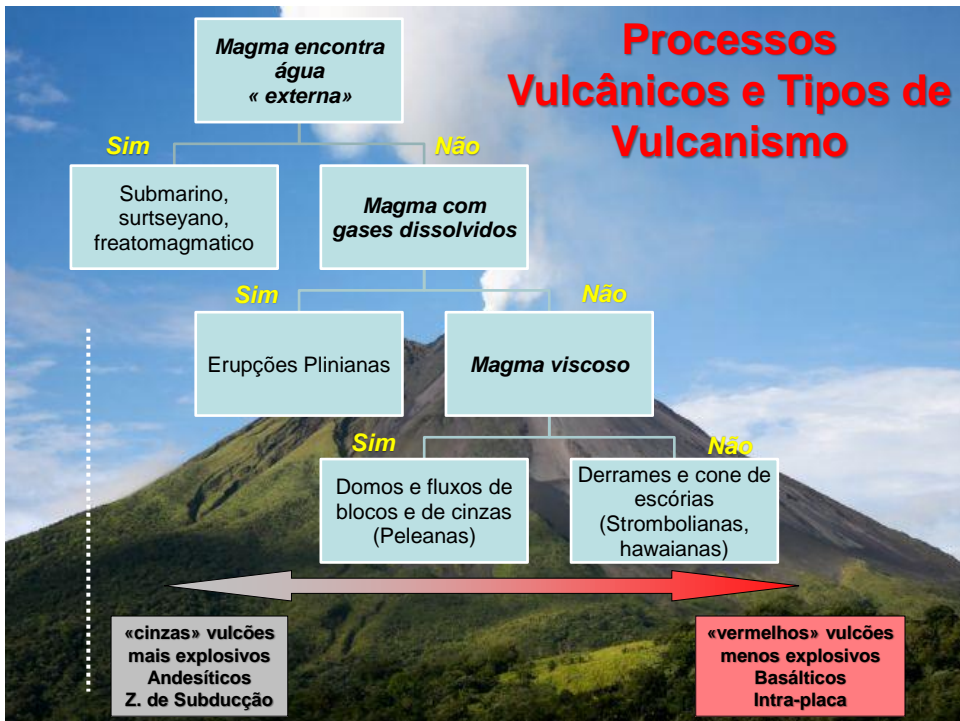 Processos
Vulcânicos e Tipos de
Vulcanismo
Magma encontra
água
« externa»
Sim
Não
Submarino,
surtseyano,
freatomagmatico
Magma com
gases dissolvidos
Sim
Não
Erupções Plinianas
Magma viscoso
Sim
Não
Domos e fluxos de
blocos e de cinzas
(Peleanas)
Derrames e cone de
escórias
(Strombolianas,
hawaianas)
«cinzas» vulcões
mais explosivos
Andesíticos
Z. de Subducção
«vermelhos» vulcões
menos explosivos
Basálticos
Intra-placa